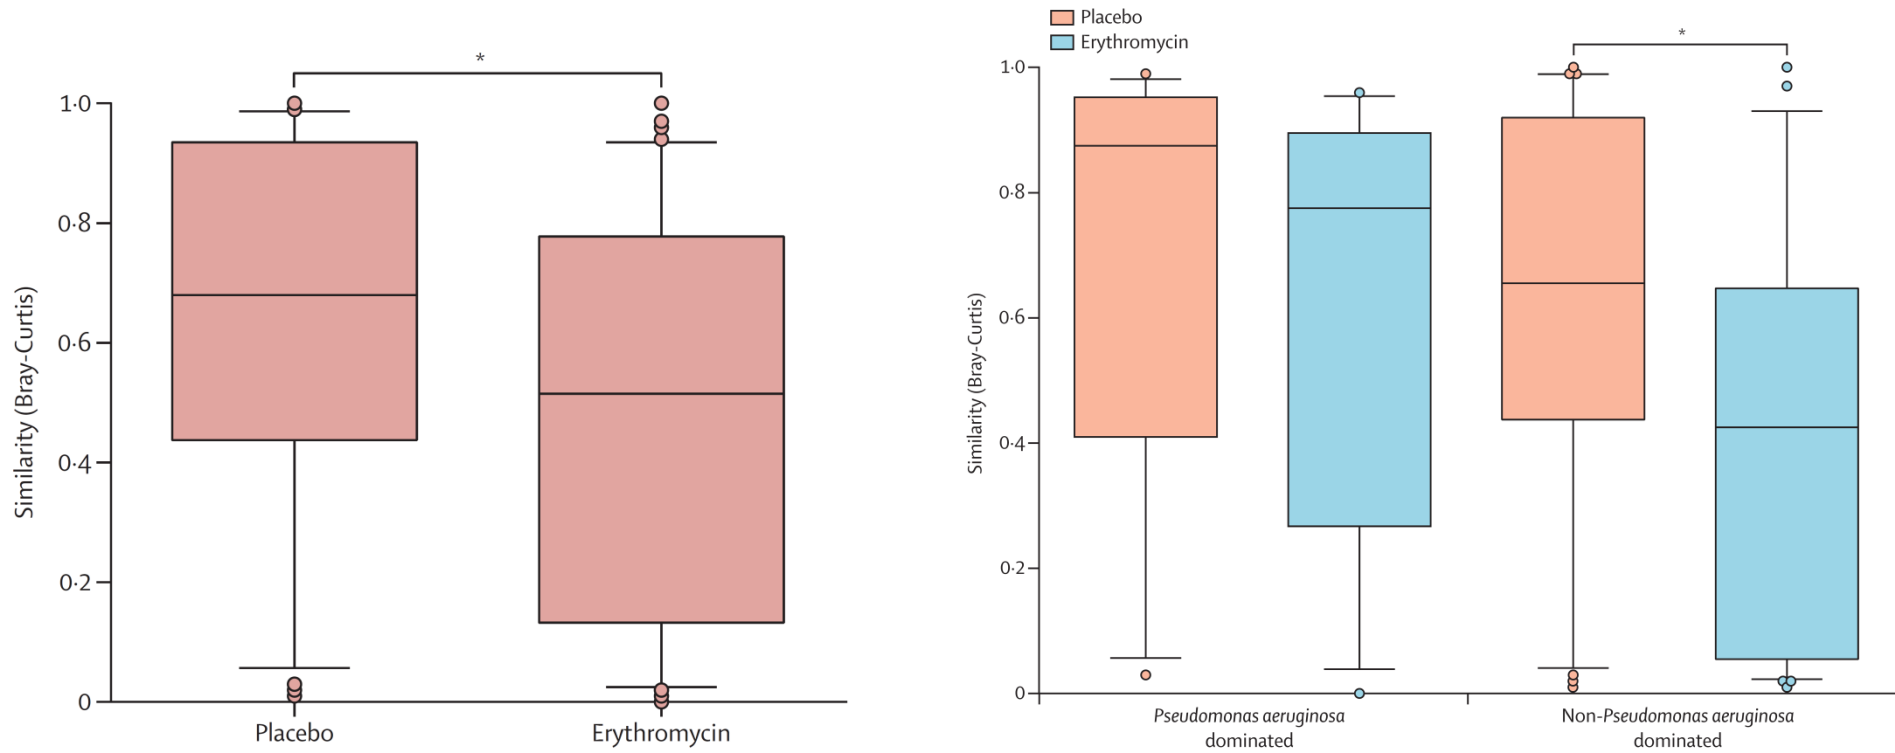 *
1·0
0·8
0·6
0·4
0·2
0
Similarity (Bray-Curtis)
Placebo
Erythromycin
Placebo
Erythromycin
*
1·0
0·8
0·6
0·4
0·2
0
Similarity (Bray-Curtis)
Pseudomonas aeruginosa
dominated
Non-Pseudomonas aeruginosa
dominated